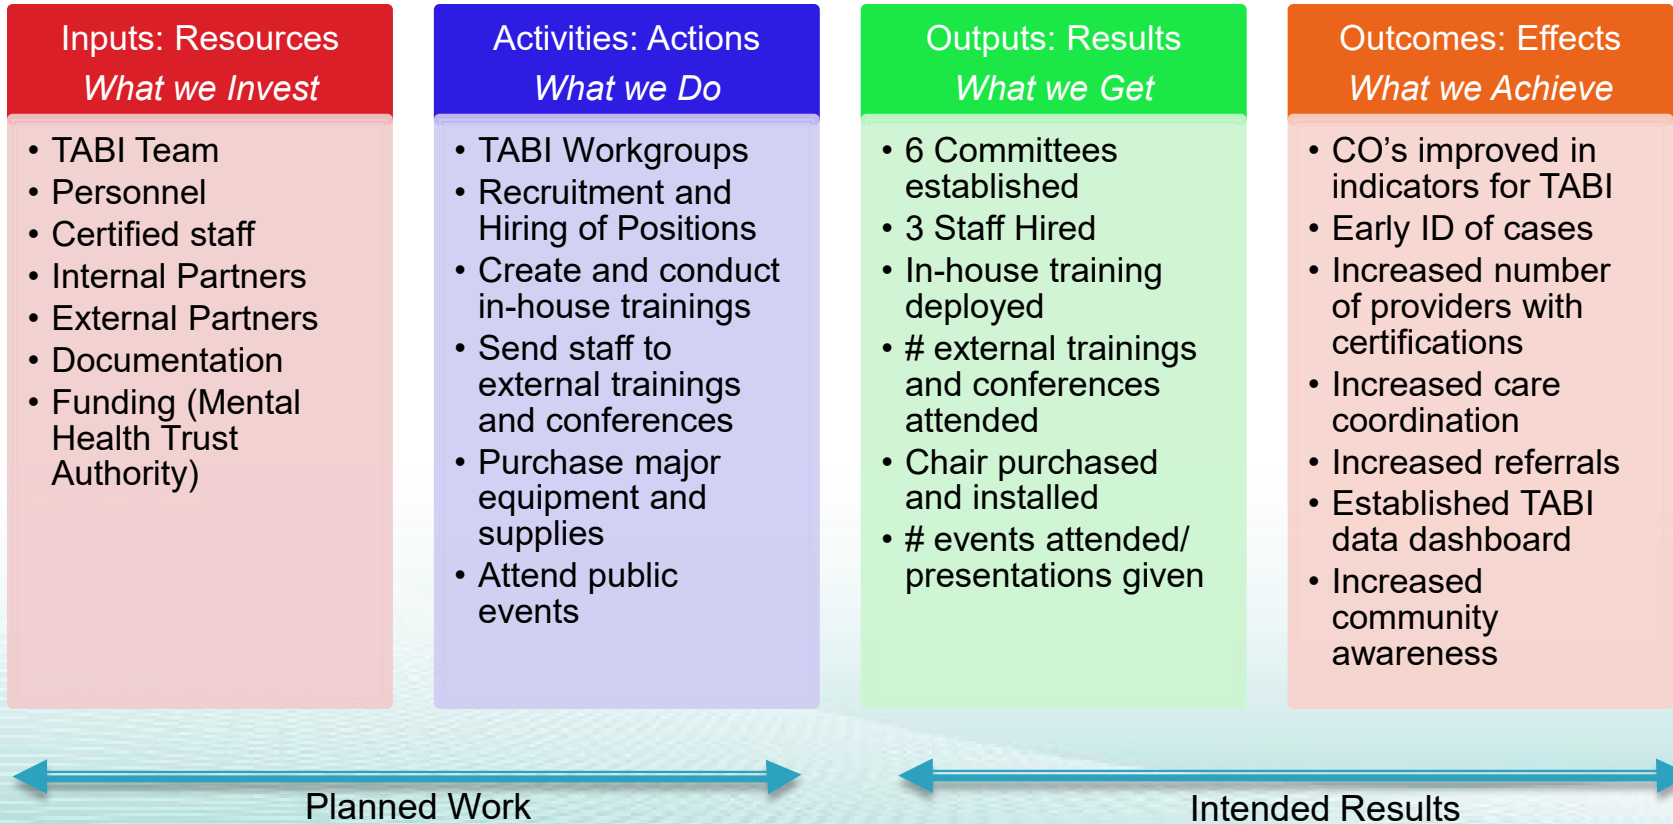 Inputs: Resources
What we Invest
• TABI Team
• Personnel
• Certified staff
• Internal Partners
• External Partners
• Documentation
• Funding (Mental
Health Trust
Authority)
Activities: Actions
What we Do
• TABI Workgroups
• Recruitment and
Hiring of Positions
• Create and conduct
in-house trainings
• Send staff to
external trainings
and conferences
• Purchase major
equipment and
supplies
• Attend public
events
Outputs: Results
What we Get
• 6 Committees
established
• 3 Staff Hired
• In-house training
deployed
• # external trainings
and conferences
attended
• Chair purchased
and installed
• # events attended/
presentations given
Outcomes: Effects
What we Achieve
• CO’s improved in
indicators for TABI
• Early ID of cases
• Increased number
of providers with
certifications
• Increased care
coordination
• Increased referrals
• Established TABI
data dashboard
• Increased
community
awareness
Planned Work
Intended Results